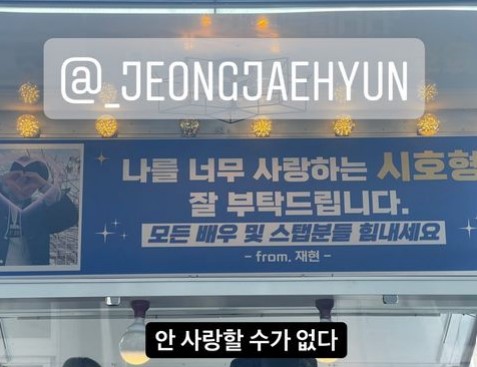 @_JEONGJAEHYUN
나를 너무 사랑하는 시호형
잘 부탁드립니다.
모든 배우 및 스탭분들 힘내세요
- from. 재현 -
안 사랑할 수가 없다